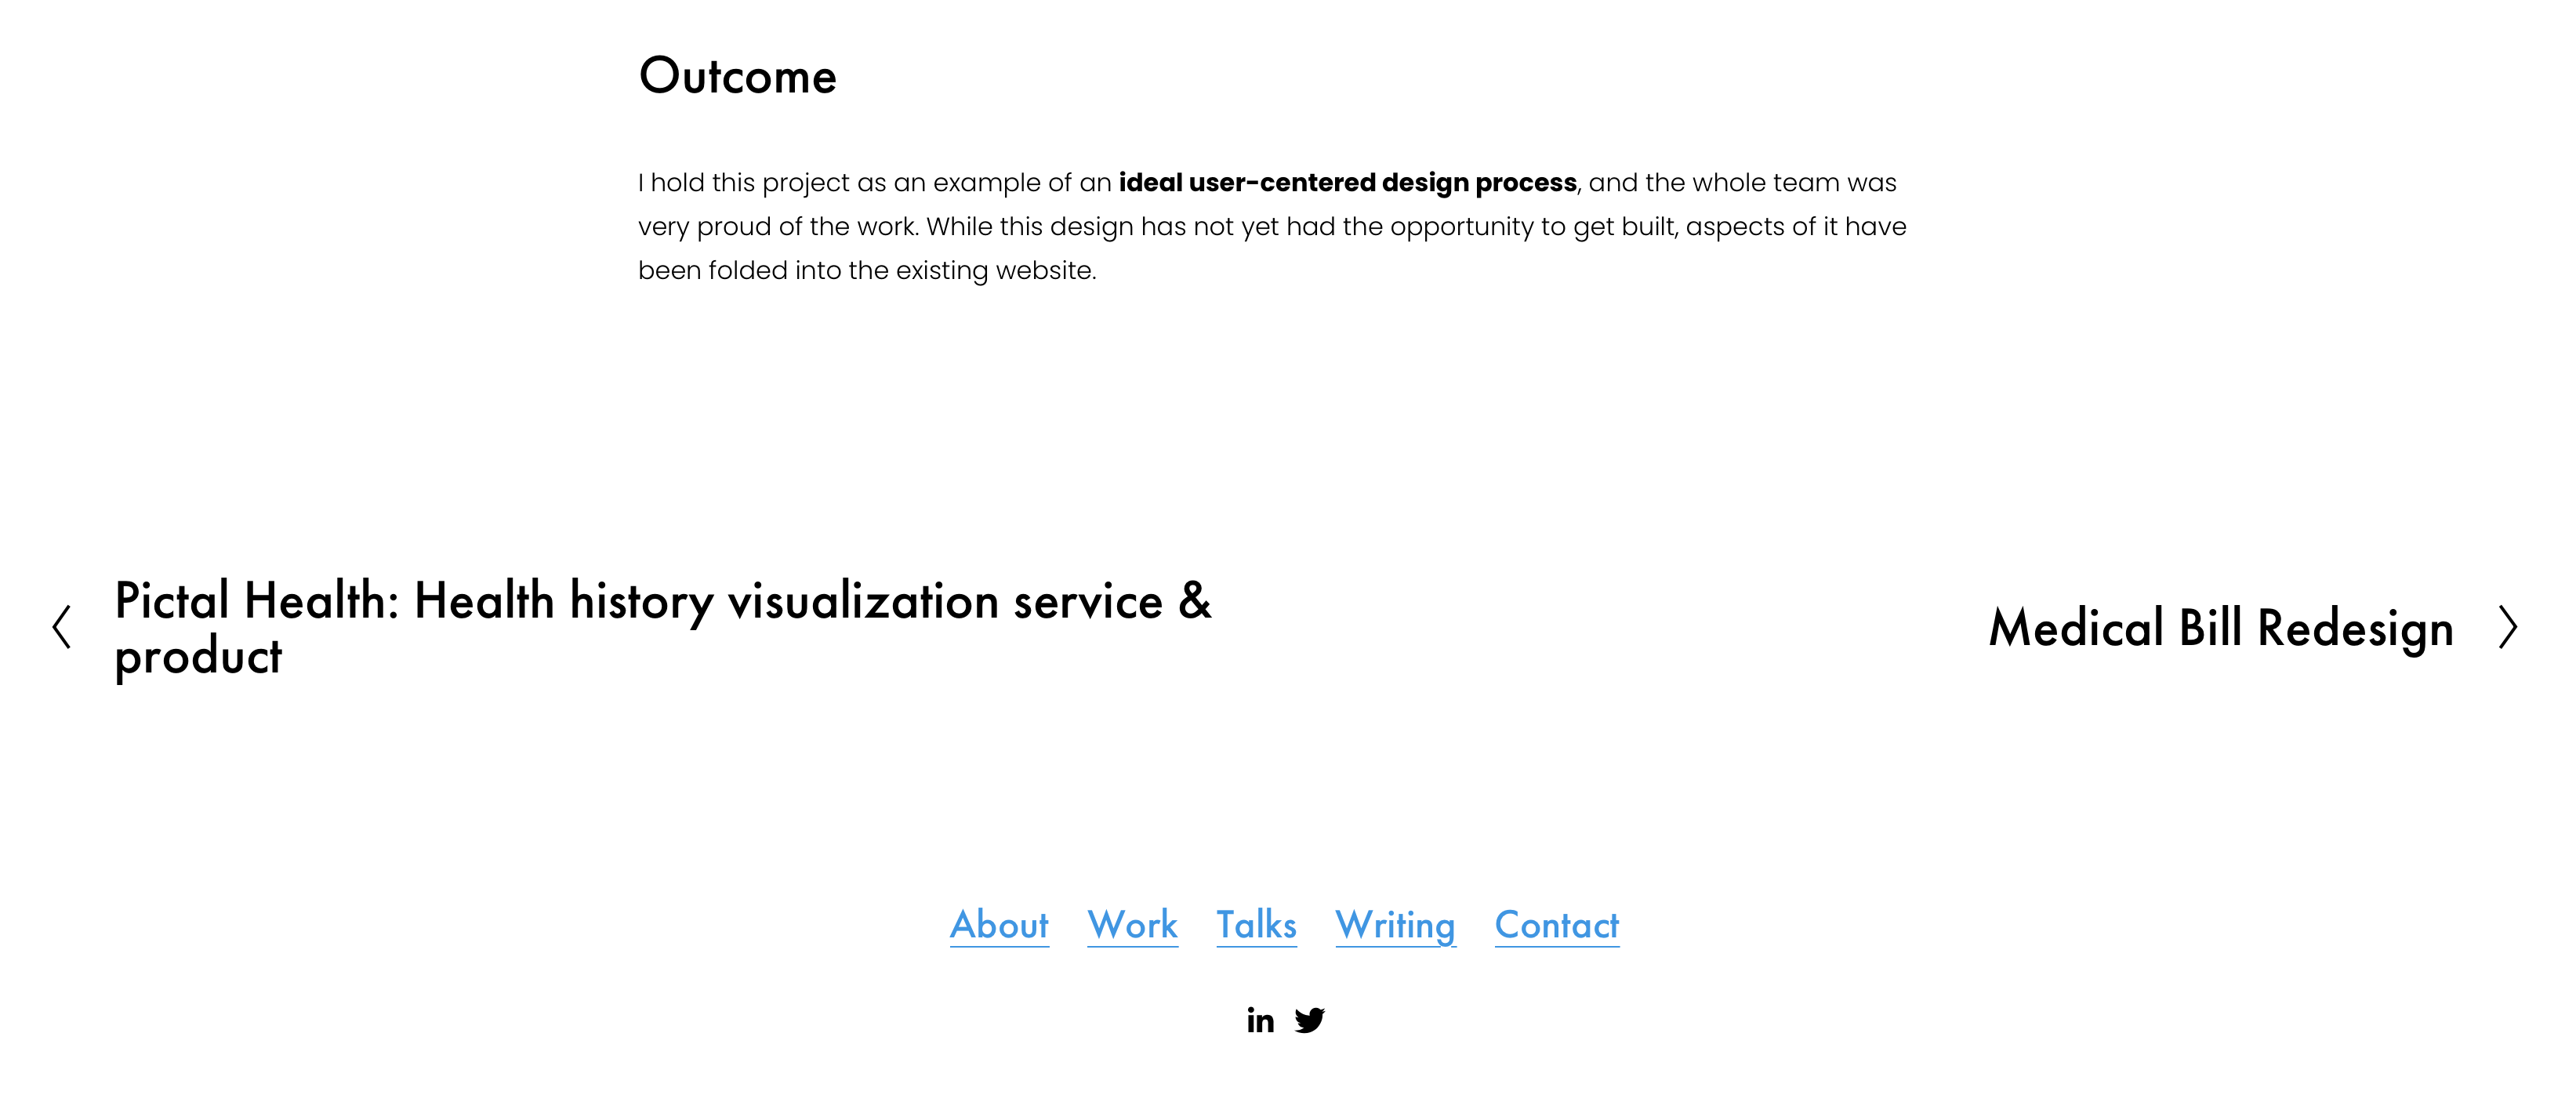 Outcome
I hold this project as an example of an ideal user-centered design process, and the whole team was
very proud of the work. While this design has not yet had the opportunity to get built, aspects of it have
been folded into the existing website.
Pictal Health: Health history visualization service &
product
Medical Bill Redesign
About Work Talks Writing Contact
in